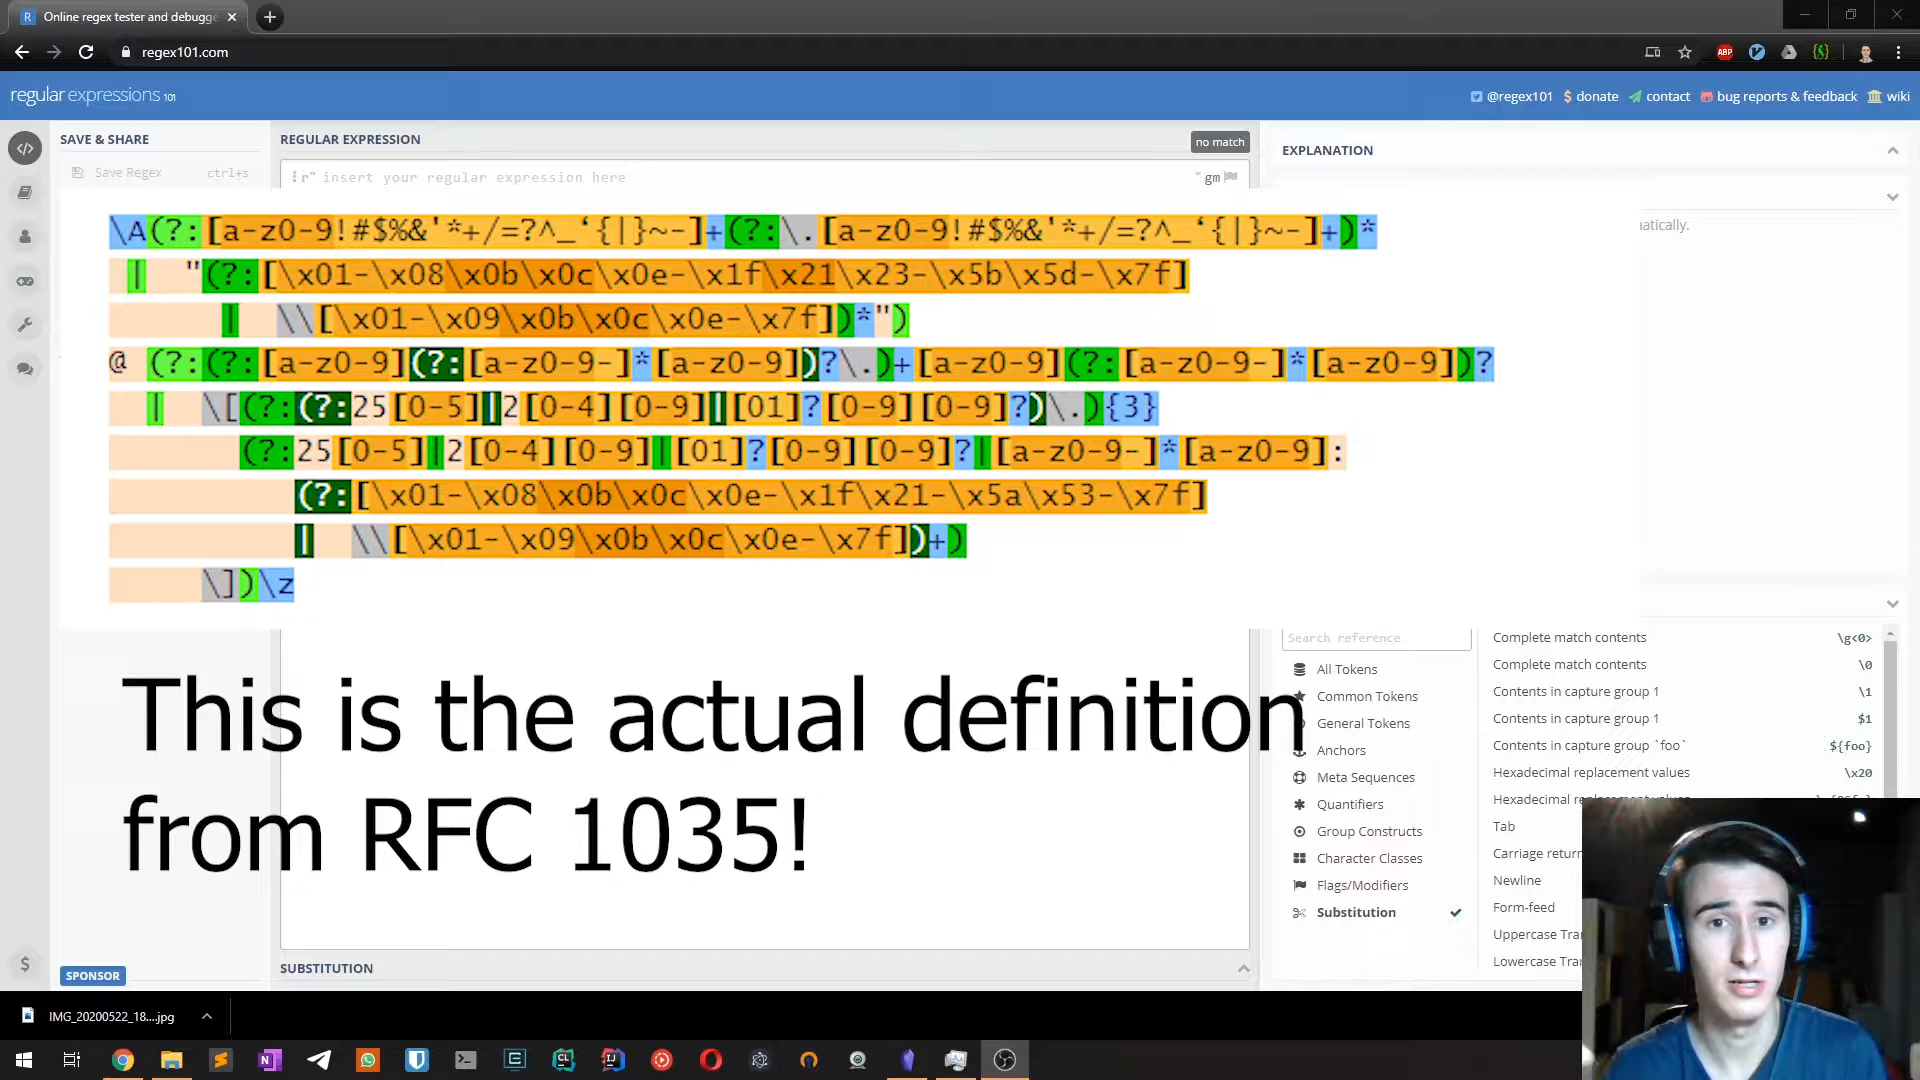 Online regex tester and debugge
regex101.com
regular expressions 101
@regex101
donate
contact
bug reports & feedback
wiki
SAVE & SHARE
Save Regex ctrl+s
REGULAR EXPRESSION
no match
r" insert your regular expression here " gm
EXPLANATION
atically.
\A(?:[a-z0-9!#$%&'*+/=?^_‘{|}~-]+(?:\.[a-z0-9!#$%&'*+/=?^_‘{|}~-]+)*
| "(?:[\x01-\x08\x0b\x0c\x0e-\x1f\x21\x23-\x5b\x5d-\x7f]
| \\[\x01-\x09\x0b\x0c\x0e-\x7f])*")
@ (?:(?:[a-z0-9](?:[a-z0-9-]*[a-z0-9])?\.)+[a-z0-9](?:[a-z0-9-]*[a-z0-9])?
| \[(?:(?:25[0-5]|2[0-4][0-9]|[01]?[0-9][0-9]?)\.){3}
(?:25[0-5]|2[0-4][0-9]|[01]?[0-9][0-9]?|[a-z0-9-]*[a-z0-9]:
(?:[\x01-\x08\x0b\x0c\x0e-\x1f\x21-\x5a\x53-\x7f]
| \\[\x01-\x09\x0b\x0c\x0e-\x7f])+)
\])\z
This is the actual definition
from RFC 1035!
Search reference
All Tokens
Common Tokens
General Tokens
Anchors
Meta Sequences
Quantifiers
Group Constructs
Character Classes
Flags/Modifiers
Substitution
Complete match contents \g<0>
Complete match contents \0
Contents in capture group 1 \1
Contents in capture group 1 $1
Contents in capture group `foo` ${foo}
Hexadecimal replacement values \x20
Hexadecimal
Tab
Carriage return
Newline
Form-feed
Uppercase Tra
Lowercase Tran
SPONSOR
SUBSTITUTION
IMG_20200522_18....jpg